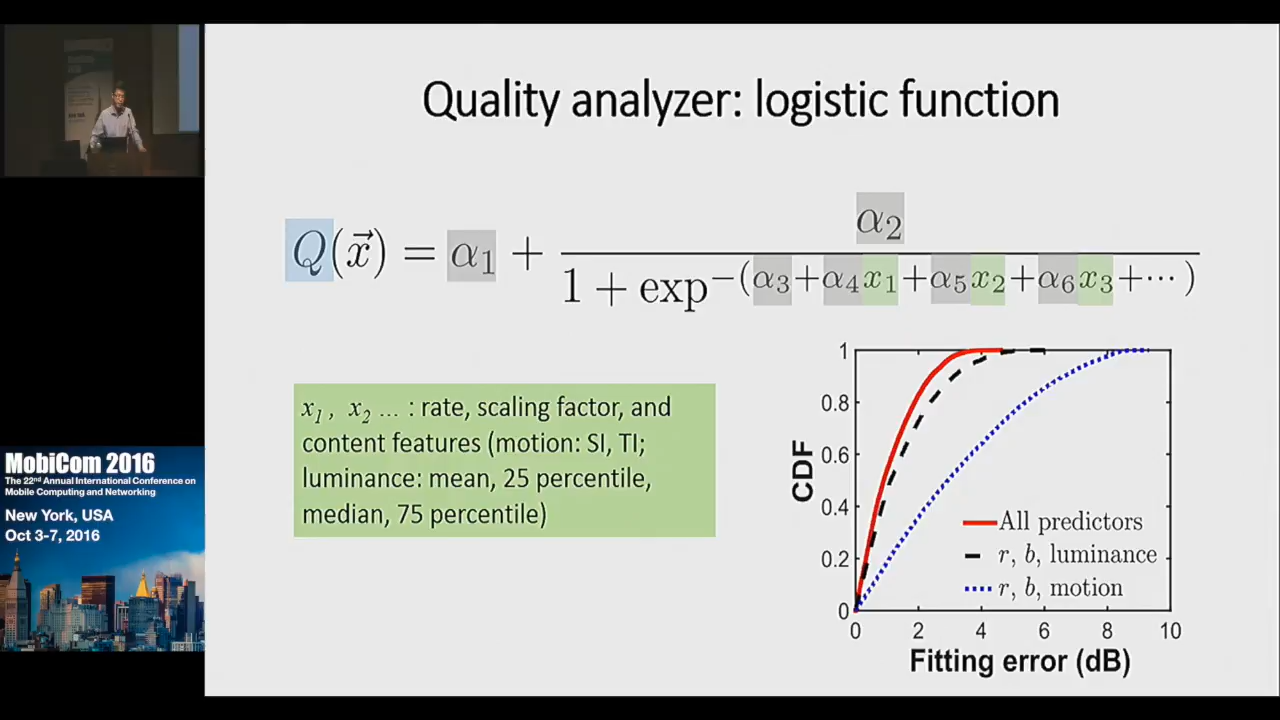 Quality analyzer: logistic function
Q(x⃗) = α₁ + α₂ / (1 + exp^−(α₃+α₄x₁+α₅x₂+α₆x₃+⋯))
x₁, x₂ ... : rate, scaling factor, and
content features (motion: SI, TI;
luminance: mean, 25 percentile,
median, 75 percentile)
CDF
1
0.8
0.6
0.4
0.2
0
0 2 4 6 8 10
Fitting error (dB)
All predictors
r, b, luminance
r, b, motion
MobiCom 2016
The 22nd Annual International Conference on
Mobile Computing and Networking
New York, USA
Oct 3-7, 2016